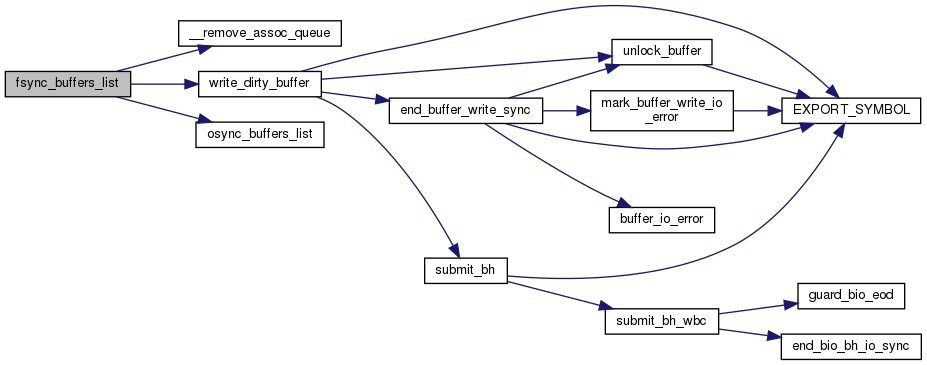 __remove_assoc_queue
fsync_buffers_list
write_dirty_buffer
osync_buffers_list
unlock_buffer
end_buffer_write_sync
mark_buffer_write_io
_error
EXPORT_SYMBOL
buffer_io_error
submit_bh
submit_bh_wbc
guard_bio_eod
end_bio_bh_io_sync